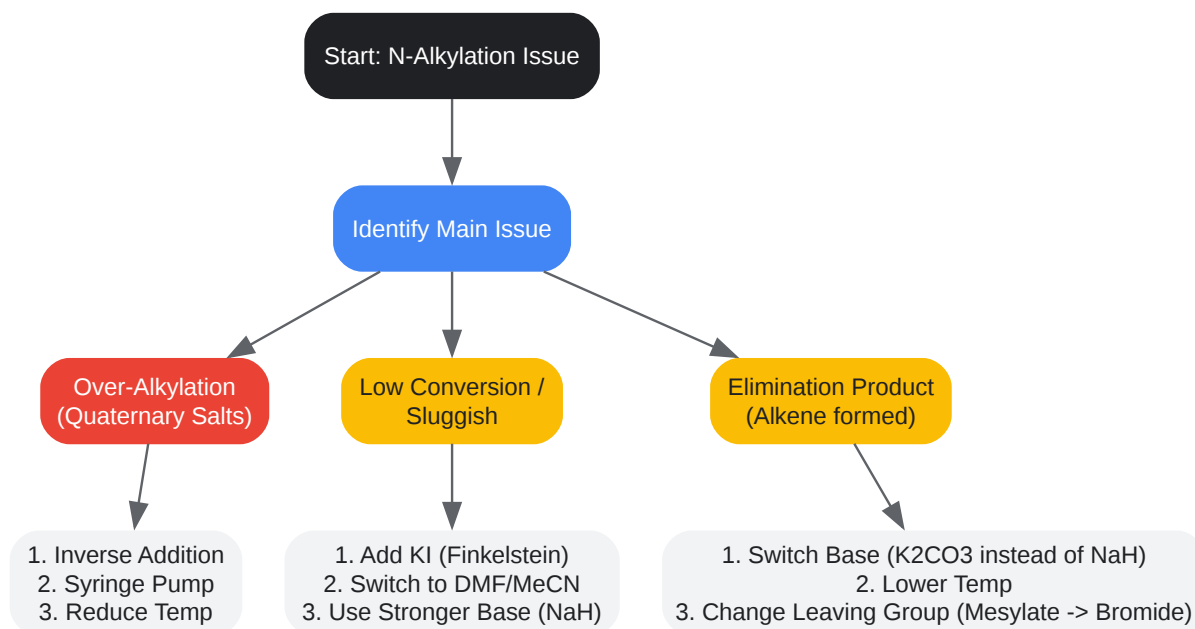 Start: N-Alkylation Issue
Identify Main Issue
Over-Alkylation
(Quaternary Salts)
Low Conversion /
Sluggish
Elimination Product
(Alkene formed)
1. Inverse Addition
2. Syringe Pump
3. Reduce Temp
1. Add KI (Finkelstein)
2. Switch to DMF/MeCN
3. Use Stronger Base (NaH)
1. Switch Base (K2CO3 instead of NaH)
2. Lower Temp
3. Change Leaving Group (Mesylate -> Bromide)